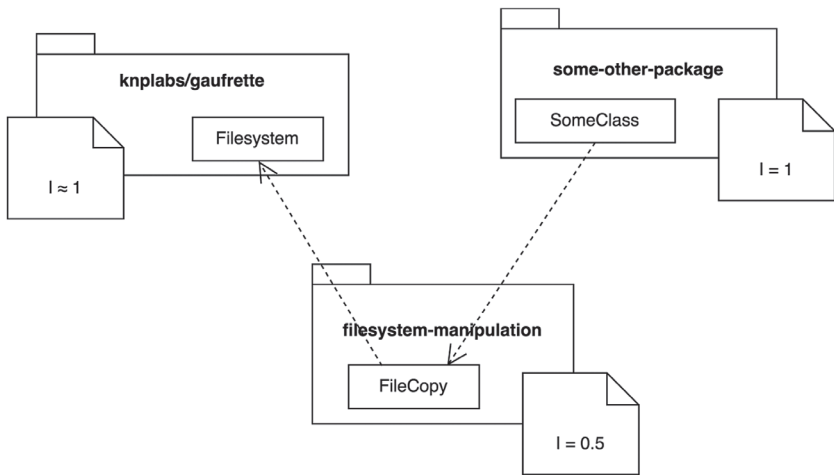 knplabs/gaufrette
Filesystem
I ≈ 1
some-other-package
SomeClass
I = 1
filesystem-manipulation
FileCopy
I = 0.5